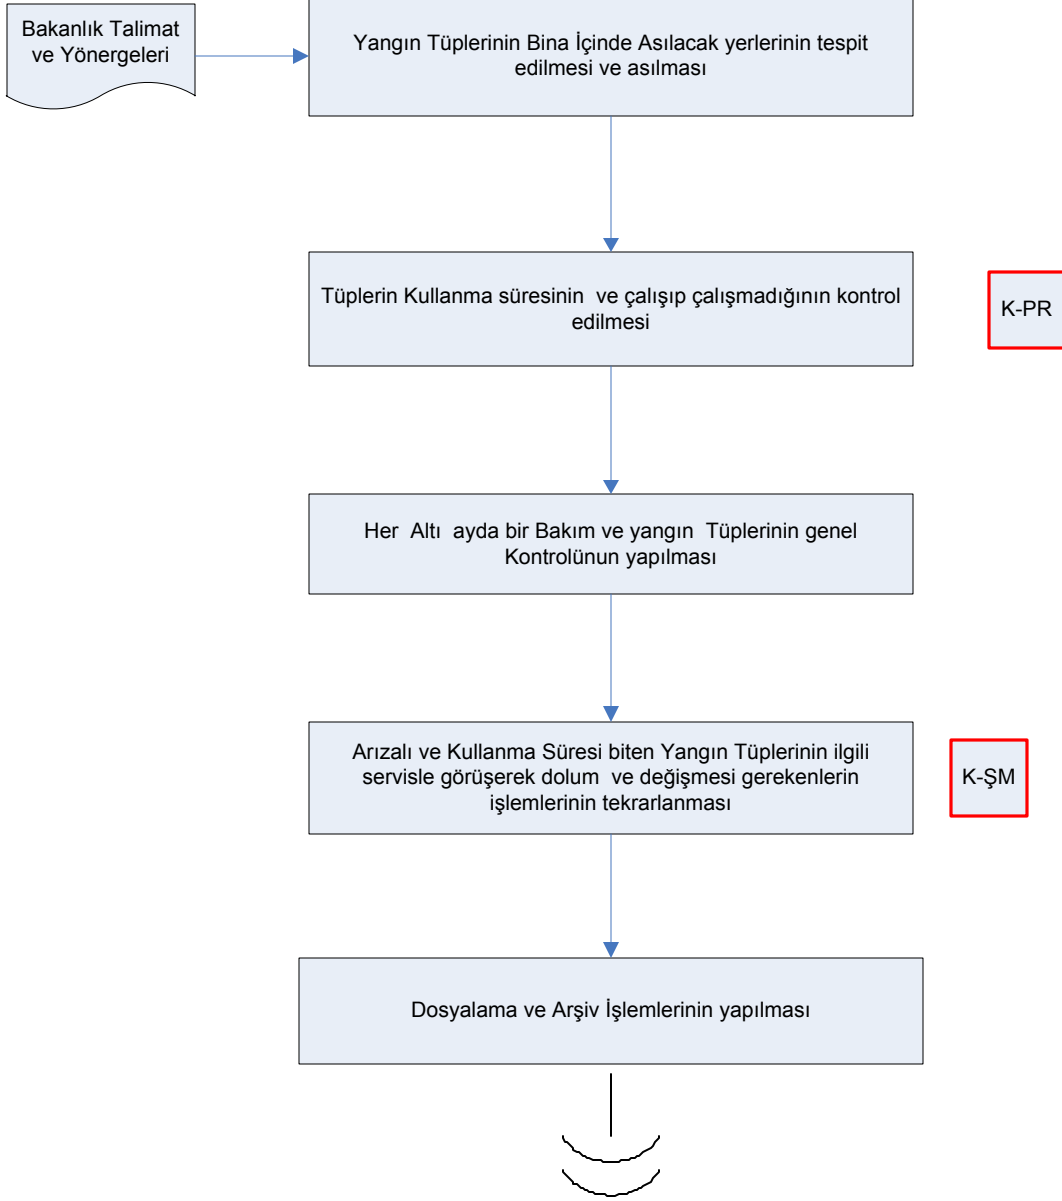 Bakanlık Talimat
ve Yönergeleri
Yangın Tüplerinin Bina İçinde Asılacak yerlerinin tespit
edilmesi ve asılması
Tüplerin Kullanma süresinin ve çalışıp çalışmadığının kontrol
edilmesi
K-PR
Her Altı ayda bir Bakım ve yangın Tüplerinin genel
Kontrolünun yapılması
Arızalı ve Kullanma Süresi biten Yangın Tüplerinin ilgili
servisle görüşerek dolum ve değişmesi gerekenlerin
işlemlerinin tekrarlanması
K-ŞM
Dosyalama ve Arşiv İşlemlerinin yapılması